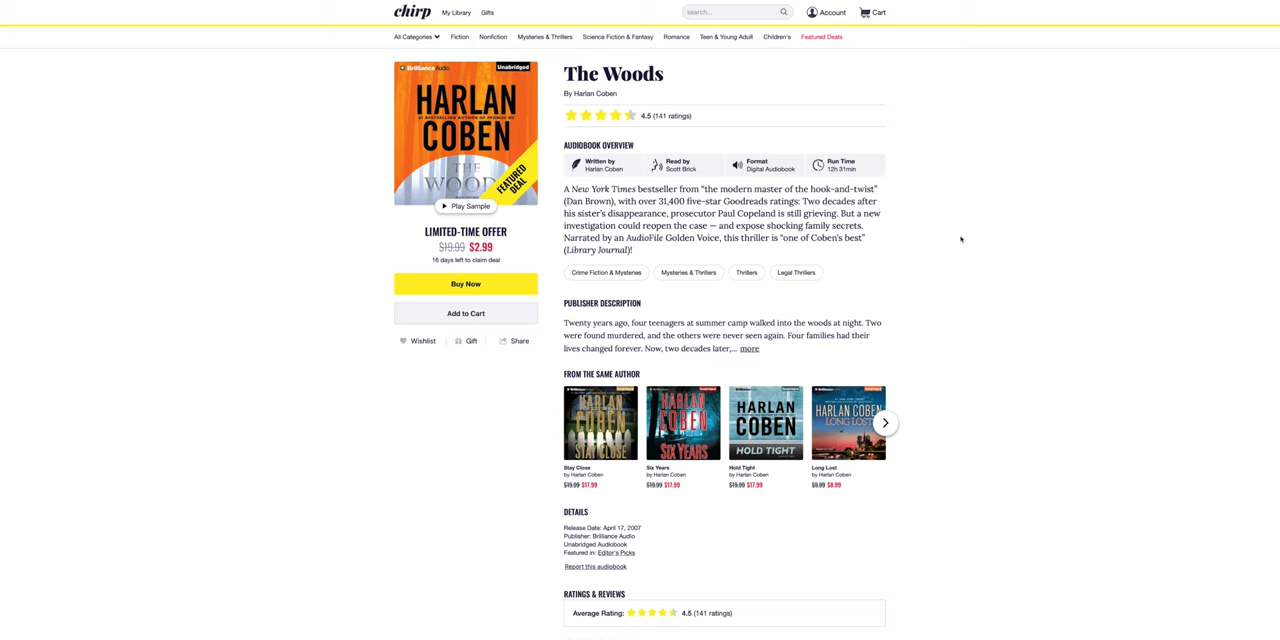 chirp My Library Gifts search... Account Cart
All Categories Fiction Nonfiction Mysteries & Thrillers Science Fiction & Fantasy Romance Teen & Young Adult Children's Featured Deals
Brilliance Audio Unabridged
HARLAN
#1 BESTSELLING AUTHOR OF PROMISE ME
COBEN
THE
WOODS
FEATURED
DEAL
Play Sample
LIMITED-TIME OFFER
$19.99 $2.99
16 days left to claim deal
Buy Now
Add to Cart
Wishlist Gift Share
The Woods
By Harlan Coben
4.5 (141 ratings)
AUDIOBOOK OVERVIEW
Written by
Harlan Coben
Read by
Scott Brick
Format
Digital Audiobook
Run Time
12h 31min
A New York Times bestseller from “the modern master of the hook-and-twist”
(Dan Brown), with over 31,400 five-star Goodreads ratings: Two decades after
his sister’s disappearance, prosecutor Paul Copeland is still grieving. But a new
investigation could reopen the case — and expose shocking family secrets.
Narrated by an AudioFile Golden Voice, this thriller is “one of Coben’s best”
(Library Journal)!
Crime Fiction & Mysteries Mysteries & Thrillers Thrillers Legal Thrillers
PUBLISHER DESCRIPTION
Twenty years ago, four teenagers at summer camp walked into the woods at night. Two
were found murdered, and the others were never seen again. Four families had their
lives changed forever. Now, two decades later,... more
FROM THE SAME AUTHOR
HARLAN
COBEN
STAY CLOSE
HARLAN
COBEN
SIX
YEARS
HARLAN
COBEN
HOLD TIGHT
HARLAN COBEN
LONG LOST
Stay Close
by Harlan Coben
$19.99 $17.99
Six Years
by Harlan Coben
$19.99 $17.99
Hold Tight
by Harlan Coben
$19.99 $17.99
Long Lost
by Harlan Coben
$9.99 $8.99
DETAILS
Release Date: April 17, 2007
Publisher: Brilliance Audio
Unabridged Audiobook
Featured in: Editor's Picks
Report this audiobook
RATINGS & REVIEWS
Average Rating: 4.5 (141 ratings)